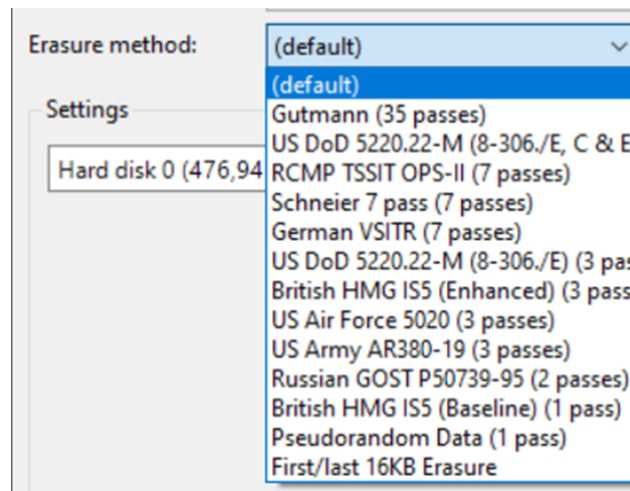 Erasure method:
(default)
(default)
Settings
Gutmann (35 passes)
US DoD 5220.22-M (8-306./E, C & E
Hard disk 0 (476,94
RCMP TSSIT OPS-II (7 passes)
Schneier 7 pass (7 passes)
German VSITR (7 passes)
US DoD 5220.22-M (8-306./E) (3 pas
British HMG IS5 (Enhanced) (3 pass
US Air Force 5020 (3 passes)
US Army AR380-19 (3 passes)
Russian GOST P50739-95 (2 passes)
British HMG IS5 (Baseline) (1 pass)
Pseudorandom Data (1 pass)
First/last 16KB Erasure